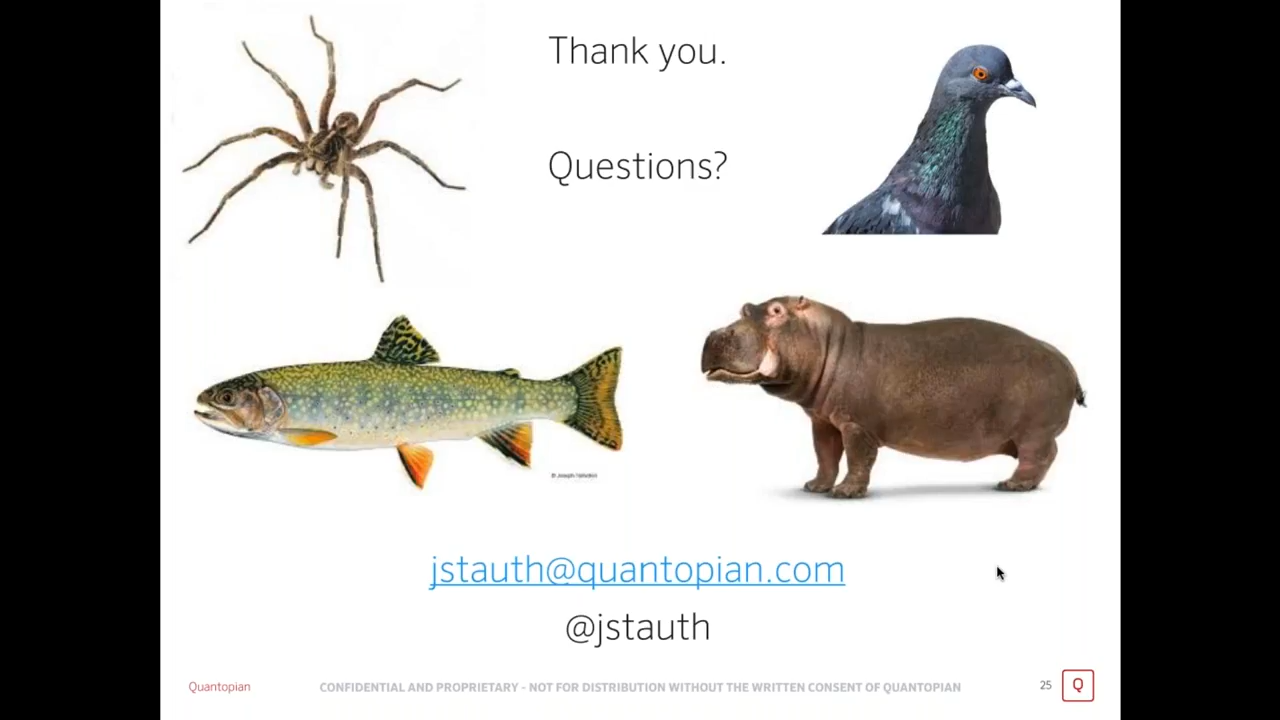 Thank you.
Questions?
jstauth@quantopian.com
@jstauth
Quantopian
CONFIDENTIAL AND PROPRIETARY - NOT FOR DISTRIBUTION WITHOUT THE WRITTEN CONSENT OF QUANTOPIAN
25
Q